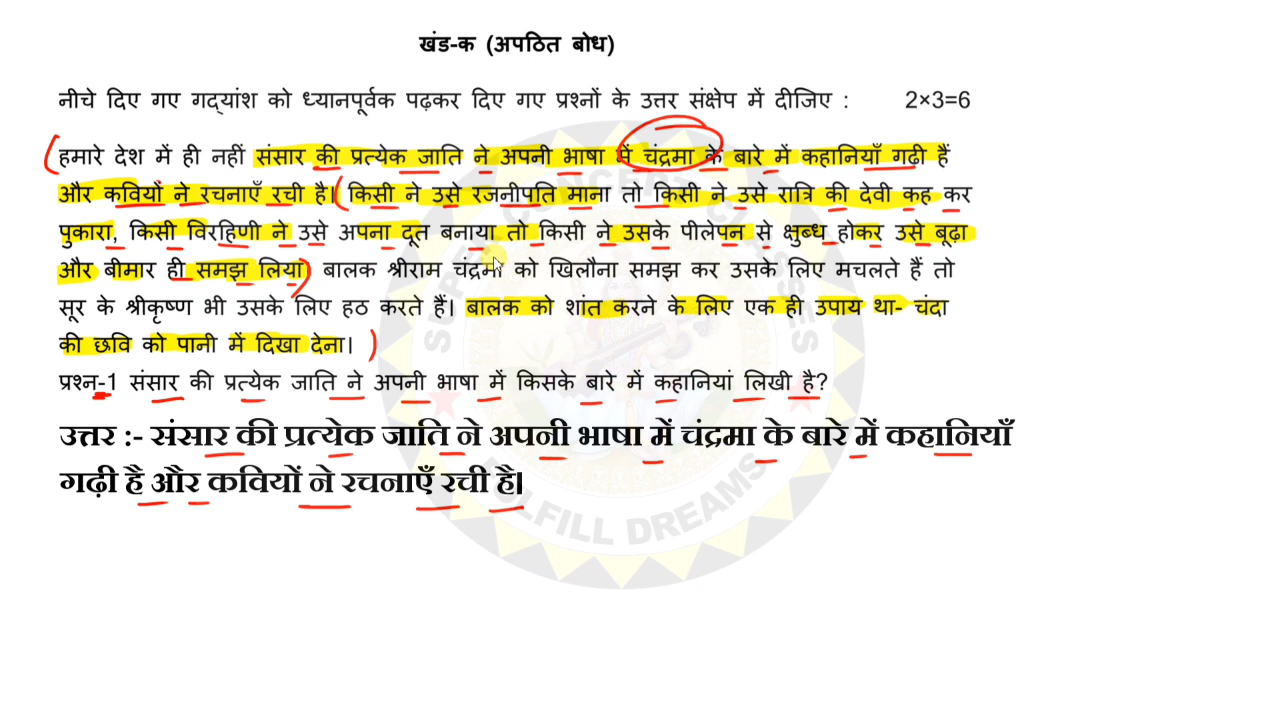 खंड-क (अपठित बोध)
नीचे दिए गए गद्यांश को ध्यानपूर्वक पढ़कर दिए गए प्रश्नों के उत्तर संक्षेप में दीजिए : 2×3=6
हमारे देश में ही नहीं संसार की प्रत्येक जाति ने अपनी भाषा में चंद्रमा के बारे में कहानियाँ गढ़ी हैं
और कवियों ने रचनाएँ रची है। किसी ने उसे रजनीपति माना तो किसी ने उसे रात्रि की देवी कह कर
पुकारा, किसी विरहिणी ने उसे अपना दूत बनाया तो किसी ने उसके पीलेपन से क्षुब्ध होकर उसे बूढ़ा
और बीमार ही समझ लिया। बालक श्रीराम चंद्रमा को खिलौना समझ कर उसके लिए मचलते हैं तो
सूर के श्रीकृष्ण भी उसके लिए हठ करते हैं। बालक को शांत करने के लिए एक ही उपाय था- चंदा
की छवि को पानी में दिखा देना।
प्रश्न-1 संसार की प्रत्येक जाति ने अपनी भाषा में किसके बारे में कहानियां लिखी है?
उत्तर :- संसार की प्रत्येक जाति ने अपनी भाषा में चंद्रमा के बारे में कहानियाँ
गढ़ी है और कवियों ने रचनाएँ रची है।